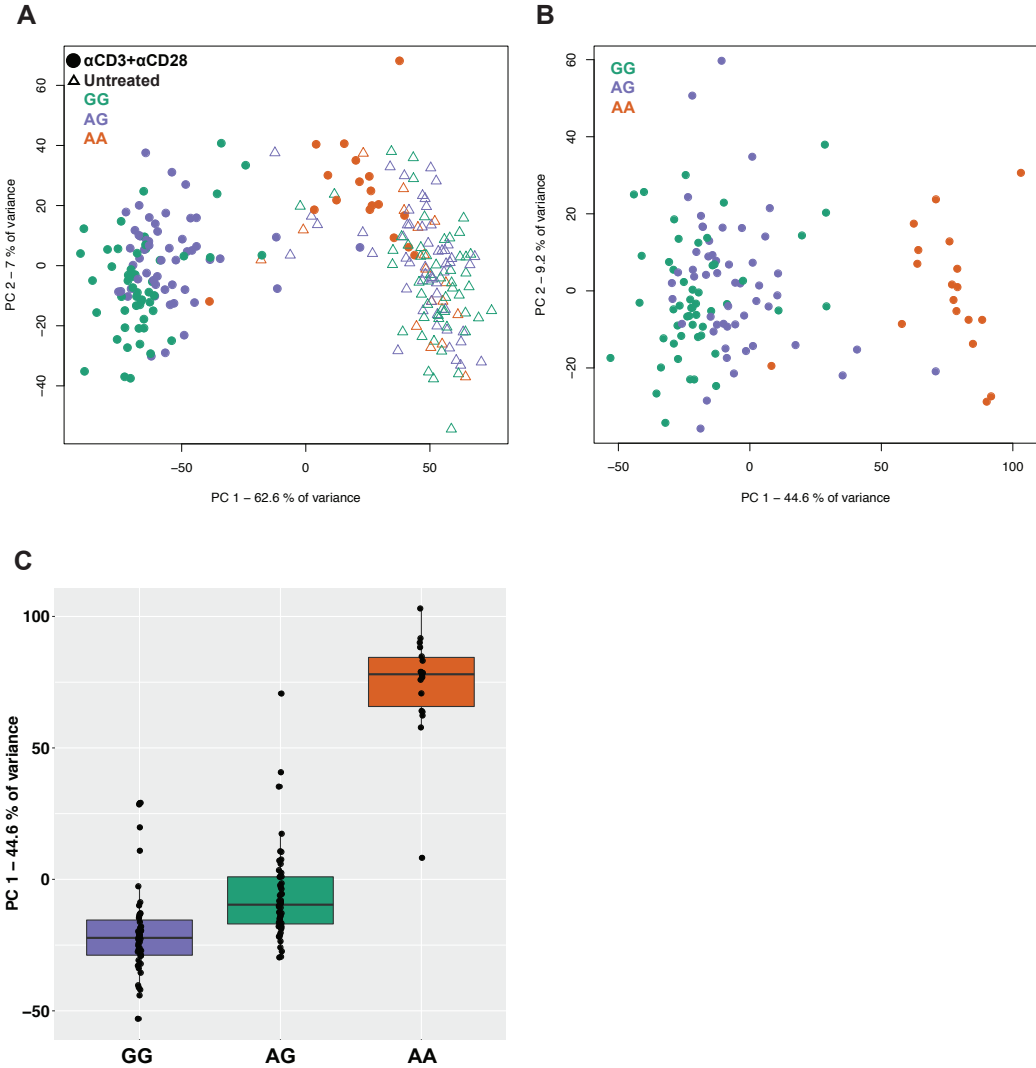 A
αCD3+αCD28
Untreated
GG
AG
AA
60
40
20
0
−20
−40
PC 2 − 7 % of variance
−50
0
50
PC 1 − 62.6 % of variance
B
GG
AG
AA
60
40
20
0
−20
PC 2 − 9.2 % of variance
−50
0
50
100
PC 1 − 44.6 % of variance
C
100
50
0
−50
PC 1 − 44.6 % of variance
GG
AG
AA